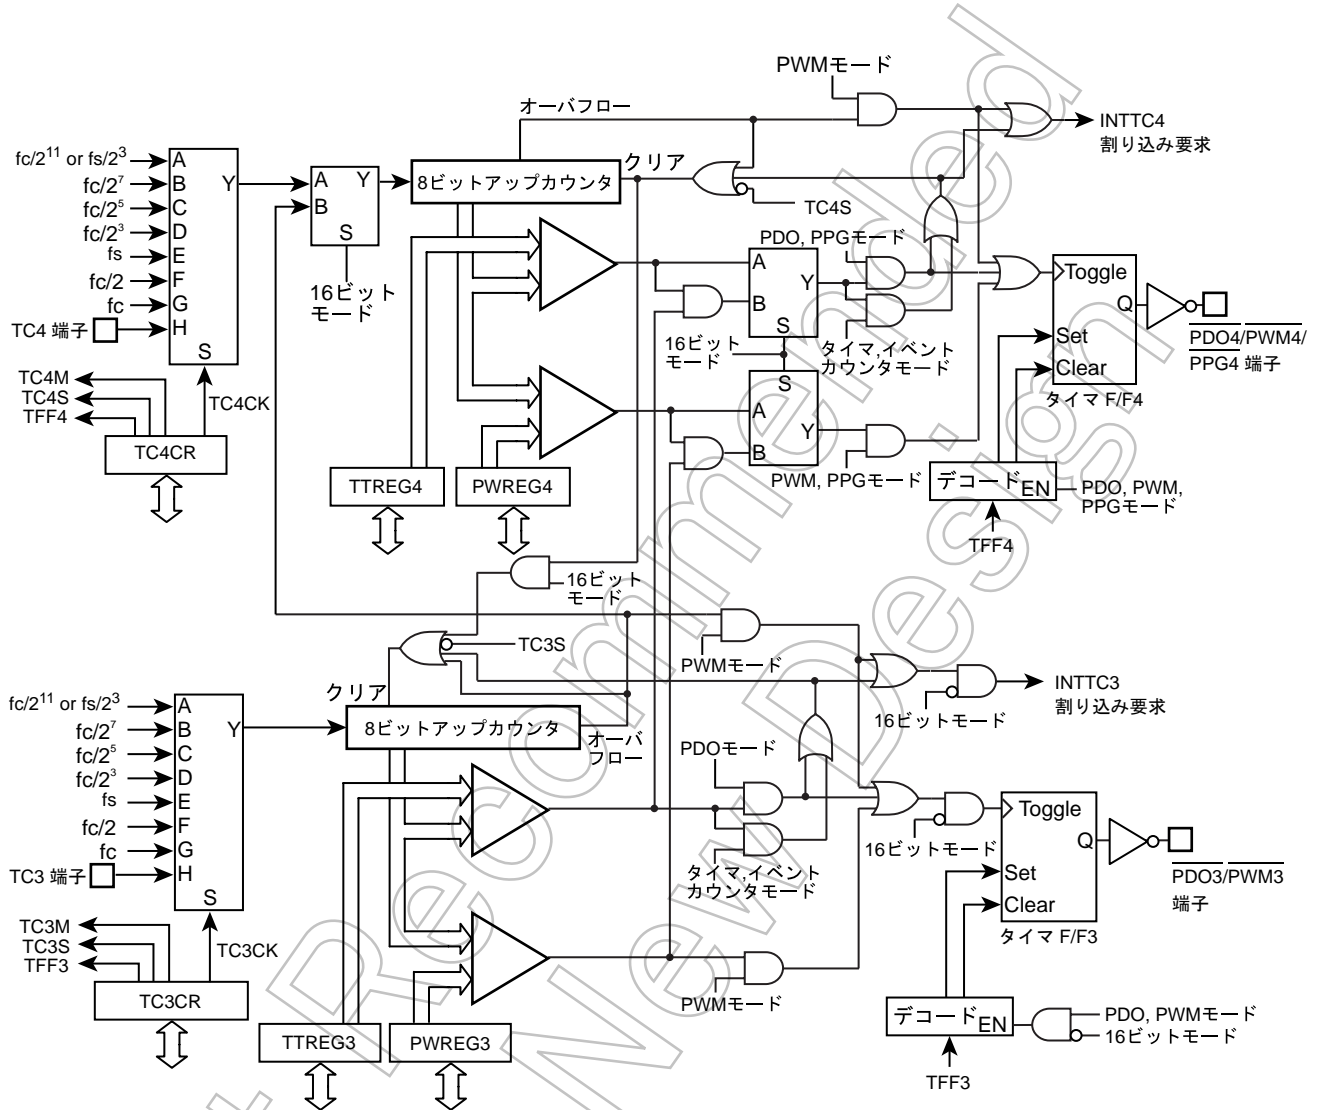 PWMモード
オーバフロー
INTTC4
割り込み要求
クリア
fc/2¹¹ or fs/2³
fc/2⁷
fc/2⁵
fc/2³
fs
fc/2
fc
TC4 端子
A
B
C
D
E
F
G
H
Y
S
A
B
Y
S
16ビット
モード
8ビットアップカウンタ
TC4S
PDO, PPGモード
A
B
Y
S
16ビット
モード
タイマ,イベント
カウンタモード
S
A
Y
B
PWM, PPGモード
Toggle
Q
Set
Clear
タイマ F/F4
PDO4/PWM4/
PPG4 端子
TC4M
TC4S
TFF4
TC4CK
TC4CR
TTREG4
PWREG4
デコード
EN
PDO, PWM,
PPGモード
TFF4
16ビット
モード
TC3S
PWMモード
INTTC3
割り込み要求
16ビットモード
クリア
fc/2¹¹ or fs/2³
fc/2⁷
fc/2⁵
fc/2³
fs
fc/2
fc
TC3 端子
A
B
C
D
E
F
G
H
Y
S
8ビットアップカウンタ
オーバ
フロー
PDOモード
タイマ,イベント
カウンタモード
16ビットモード
Toggle
Q
Set
Clear
タイマ F/F3
PDO3/PWM3
端子
TC3M
TC3S
TFF3
TC3CK
TC3CR
TTREG3
PWREG3
PWMモード
デコード
EN
PDO, PWMモード
16ビットモード
TFF3
Recommended
New Design